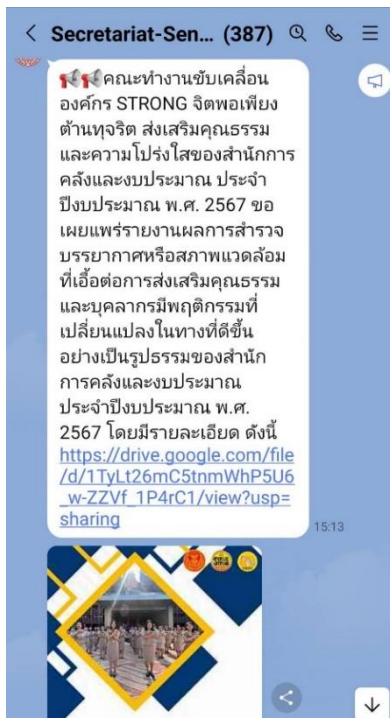 Secretariat-Sen... (387)
📢📢คณะทำงานขับเคลื่อน
องค์กร STRONG จิตพอเพียง
ต้านทุจริต ส่งเสริมคุณธรรม
และความโปร่งใสของสำนักการ
คลังและงบประมาณ ประจำ
ปีงบประมาณ พ.ศ. 2567 ขอ
เผยแพร่รายงานผลการสำรวจ
บรรยากาศหรือสภาพแวดล้อม
ที่เอื้อต่อการส่งเสริมคุณธรรม
และบุคลากรมีพฤติกรรมที่
เปลี่ยนแปลงในทางที่ดีขึ้น
อย่างเป็นรูปธรรมของสำนัก
การคลังและงบประมาณ
ประจำปีงบประมาณ พ.ศ.
2567 โดยมีรายละเอียด ดังนี้
https://drive.google.com/file
/d/1TyLt26mC5tnmWhP5U6
_w-ZZVf_1P4rC1/view?usp=
sharing
15:13